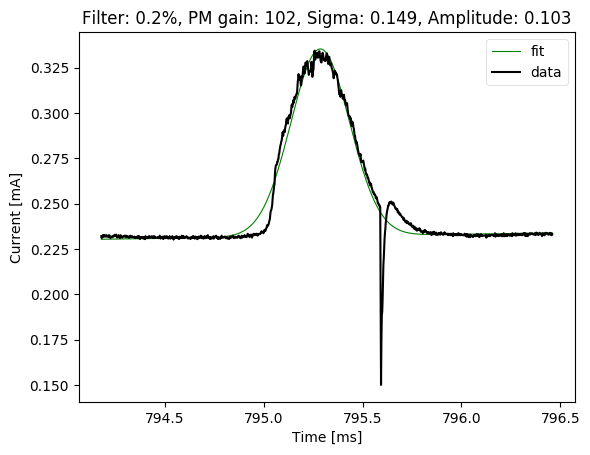 Filter: 0.2%, PM gain: 102, Sigma: 0.149, Amplitude: 0.103
fit
data
0.325
0.300
0.275
0.250
0.225
0.200
0.175
0.150
Current [mA]
794.5
795.0
795.5
796.0
796.5
Time [ms]